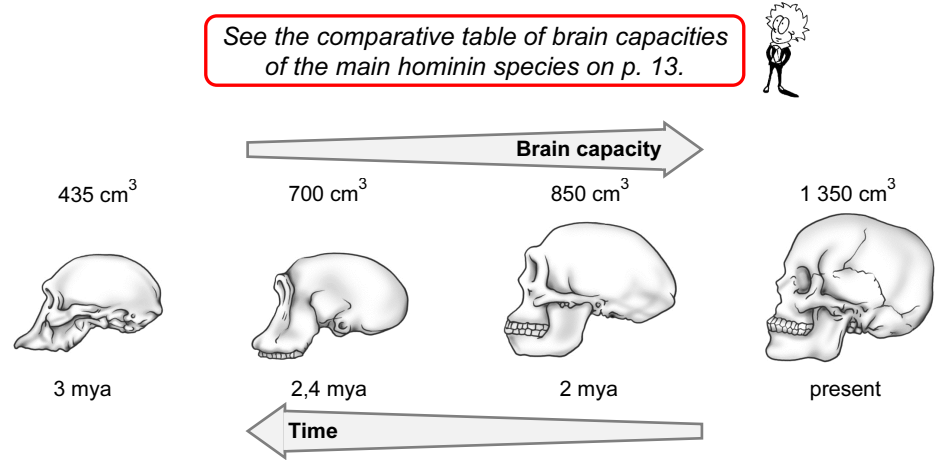 See the comparative table of brain capacities
of the main hominin species on p. 13.
Brain capacity
435 cm³ 700 cm³ 850 cm³ 1 350 cm³
3 mya 2,4 mya 2 mya present
Time